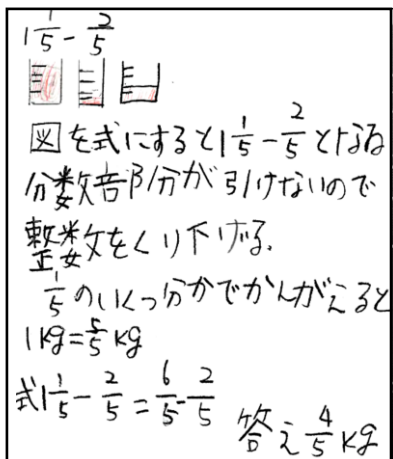 1 1/5 - 2/5
図を式にすると1 1/5 - 2/5となる
分数部分が引けないので
整数をくり下げる.
1/5のいくつ分かでかんがえると
1kg=5/5kg
式1 1/5 - 2/5 = 6/5 - 2/5
答え 4/5 kg